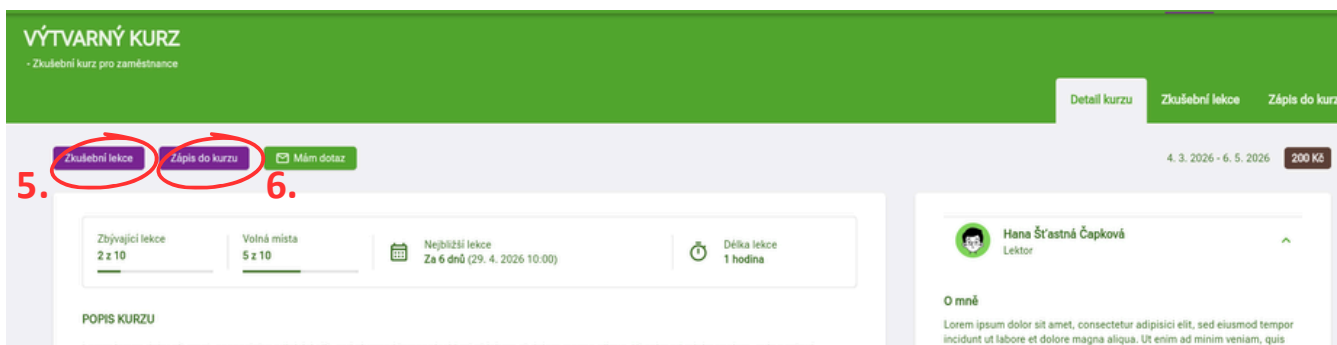 VÝTVARNÝ KURZ
- Zkušební kurz pro zaměstnance
Detail kurzu Zkušební lekce Zápis do kurz
Zkušební lekce Zápis do kurzu Mám dotaz
4. 3. 2026 - 6. 5. 2026 200 Kč
5. 6.
Zbývající lekce Volná místa Nejbližší lekce Délka lekce
2 z 10 5 z 10 Za 6 dnů (29. 4. 2026 10:00) 1 hodina
Hana Šťastná Čapková
Lektor
POPIS KURZU
O mně
Lorem ipsum dolor sit amet, consectetur adipisici elit, sed eiusmod tempor
incidunt ut labore et dolore magna aliqua. Ut enim ad minim veniam, quis